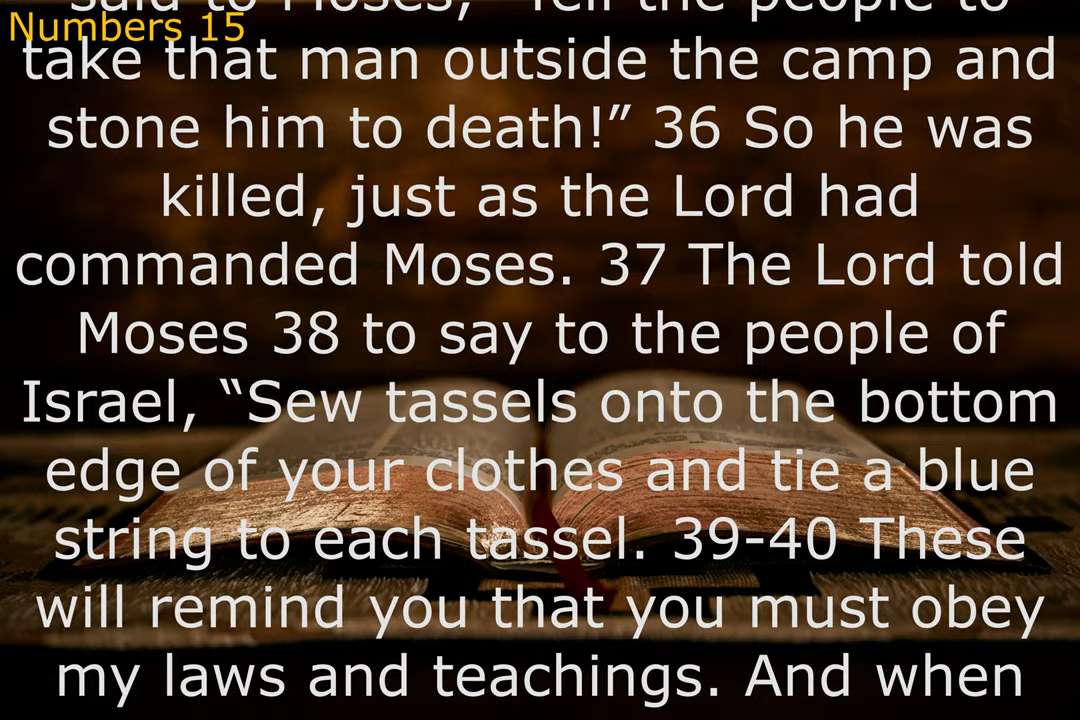 said to Moses, “Tell the people to
Numbers 15
take that man outside the camp and
stone him to death!” 36 So he was
killed, just as the Lord had
commanded Moses. 37 The Lord told
Moses 38 to say to the people of
Israel, “Sew tassels onto the bottom
edge of your clothes and tie a blue
string to each tassel. 39-40 These
will remind you that you must obey
my laws and teachings. And when